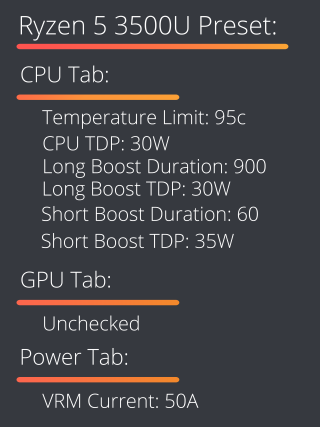 Ryzen 5 3500U Preset:
CPU Tab:
Temperature Limit: 95c
CPU TDP: 30W
Long Boost Duration: 900
Long Boost TDP: 30W
Short Boost Duration: 60
Short Boost TDP: 35W
GPU Tab:
Unchecked
Power Tab:
VRM Current: 50A